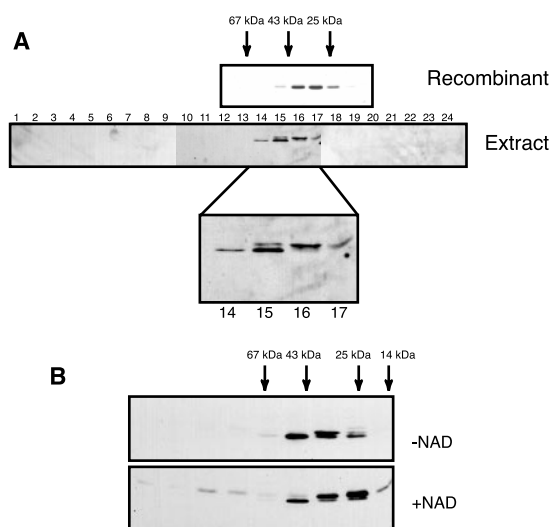 67 kDa 43 kDa 25 kDa
A
Recombinant
1 2 3 4 5 6 7 8 9 10 11 12 13 14 15 16 17 18 19 20 21 22 23 24
Extract
14 15 16 17
67 kDa 43 kDa 25 kDa 14 kDa
B
-NAD
+NAD